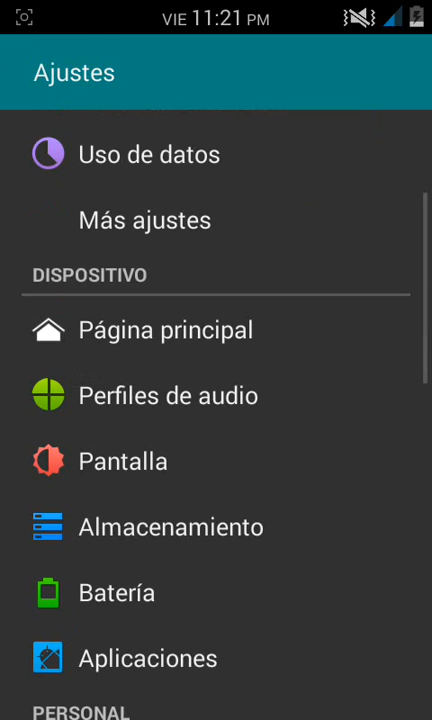 VIE 11:21 PM
Ajustes
Uso de datos
Más ajustes
DISPOSITIVO
Página principal
Perfiles de audio
Pantalla
Almacenamiento
Batería
Aplicaciones
PERSONAL